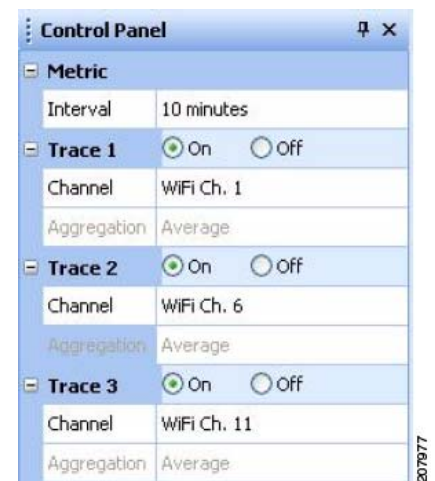 Control Panel
Metric
Interval 10 minutes
Trace 1 On Off
Channel WiFi Ch. 1
Aggregation Average
Trace 2 On Off
Channel WiFi Ch. 6
Aggregation Average
Trace 3 On Off
Channel WiFi Ch. 11
Aggregation Average
207977